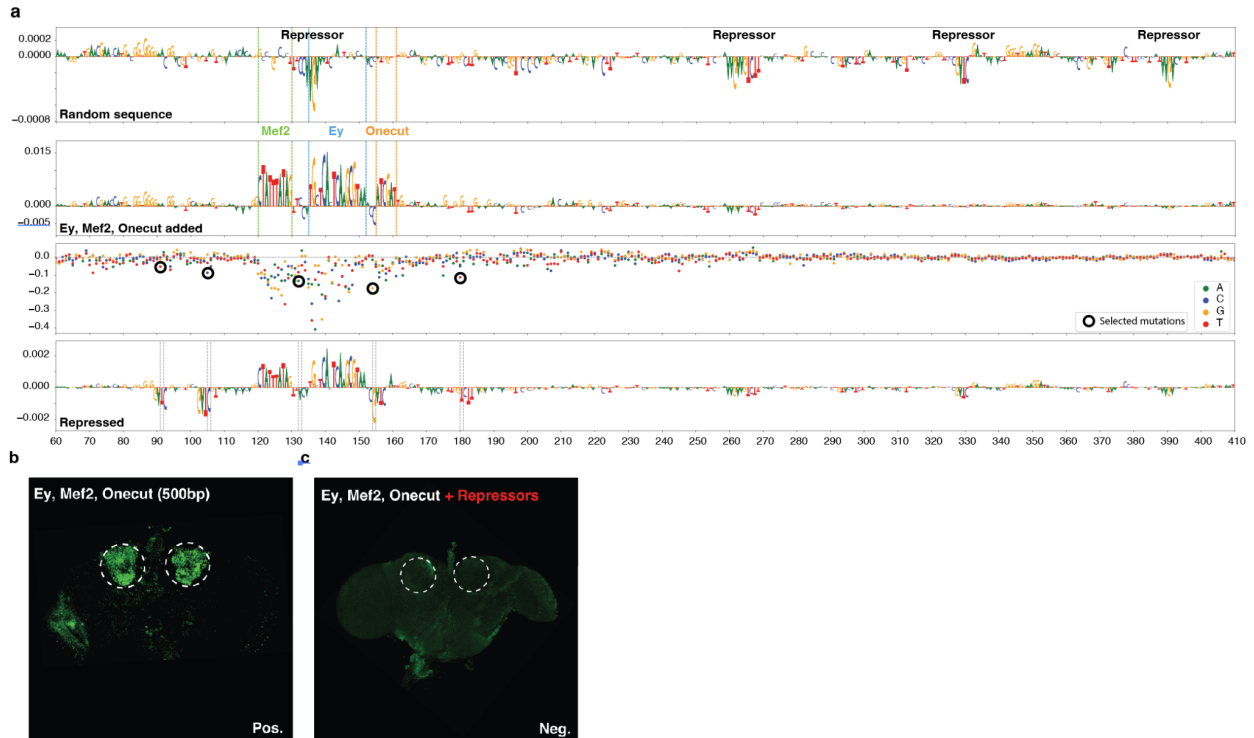 a
0.0002
0.0000
−0.0008
Repressor
Repressor
Repressor
Repressor
Random sequence
Mef2
Ey
Onecut
0.015
0.000
−0.005
Ey, Mef2, Onecut added
0.0
−0.1
−0.2
−0.3
−0.4
Selected mutations
A
C
G
T
0.002
0.000
−0.002
Repressed
60 70 80 90 100 110 120 130 140 150 160 170 180 190 200 210 220 230 240 250 260 270 280 290 300 310 320 330 340 350 360 370 380 390 400 410
b
Ey, Mef2, Onecut (500bp)
Pos.
c
Ey, Mef2, Onecut + Repressors
Neg.